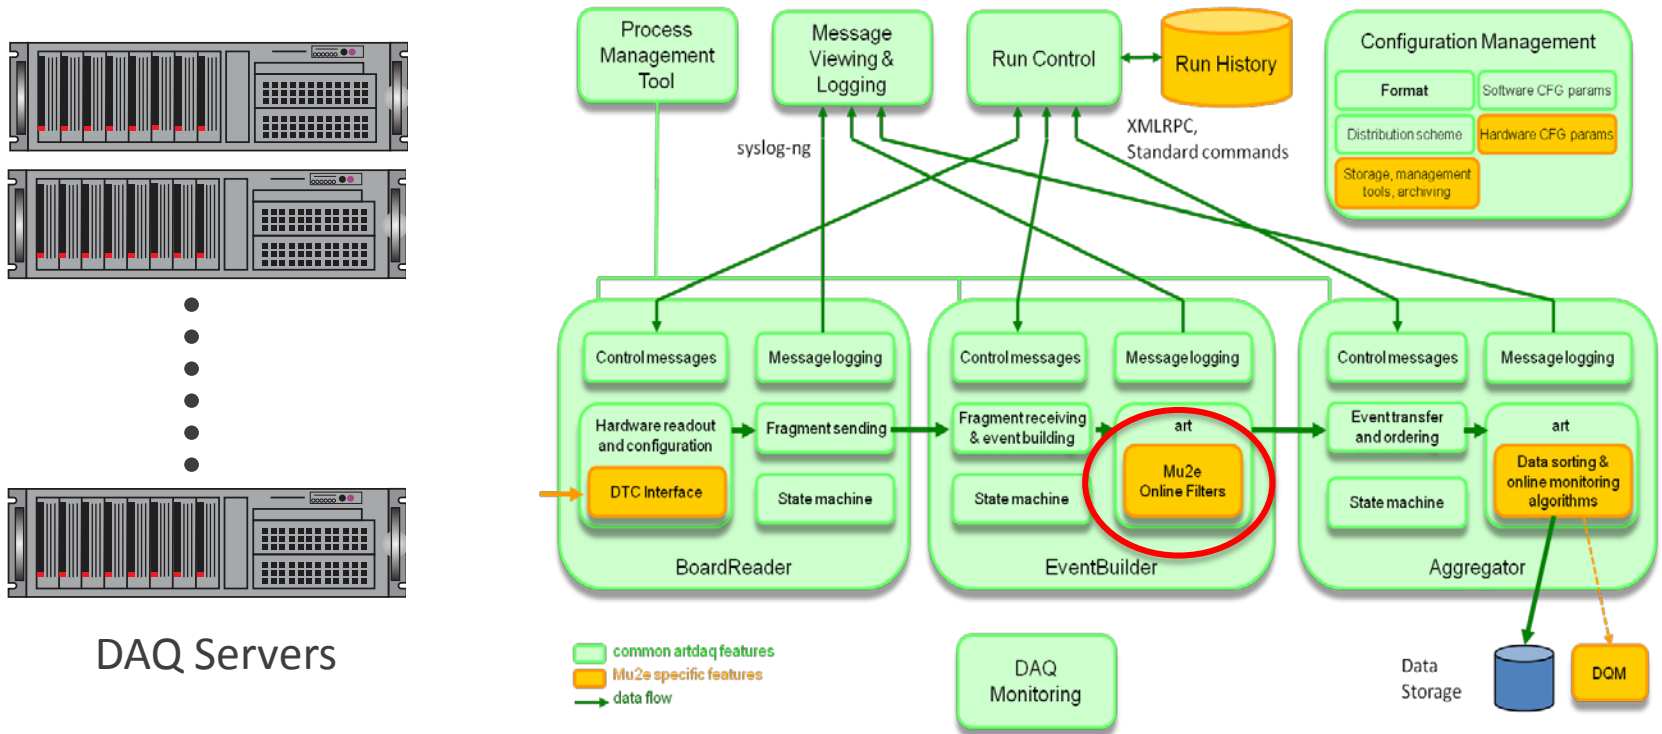 Process
Management
Tool
Message
Viewing &
Logging
Run Control
Run History
Configuration Management
Format
Software CFG params
Distribution scheme
Hardware CFG params
Storage, management
tools, archiving
syslog-ng
XMLRPC,
Standard commands
Control messages
Message logging
Hardware readout
and configuration
Fragment sending
DTC Interface
State machine
BoardReader
Control messages
Message logging
Fragment receiving
& event building
art
Mu2e
Online Filters
State machine
EventBuilder
Control messages
Message logging
Event transfer
and ordering
art
Data sorting &
online monitoring
algorithms
State machine
Aggregator
DAQ Servers
common artdaq features
Mu2e specific features
data flow
DAQ
Monitoring
Data
Storage
DQM